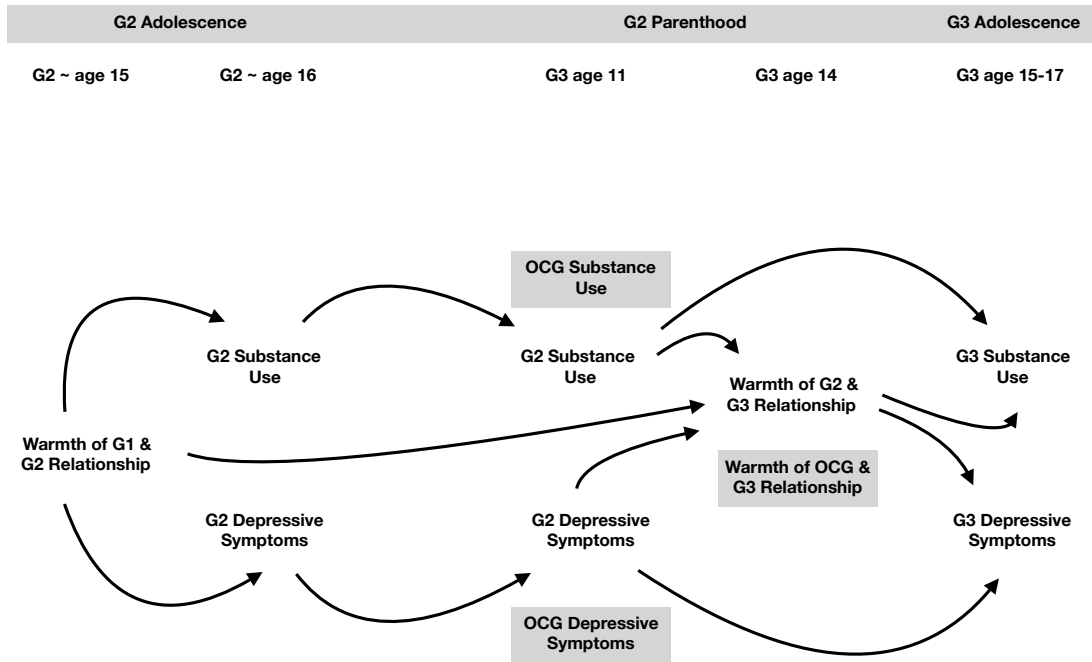 G2 Adolescence
G2 Parenthood
G3 Adolescence
G2 ~ age 15
G2 ~ age 16
G3 age 11
G3 age 14
G3 age 15-17
OCG Substance
Use
G2 Substance
Use
G2 Substance
Use
Warmth of G2 &
G3 Relationship
G3 Substance
Use
Warmth of G1 &
G2 Relationship
Warmth of OCG &
G3 Relationship
G2 Depressive
Symptoms
G2 Depressive
Symptoms
G3 Depressive
Symptoms
OCG Depressive
Symptoms